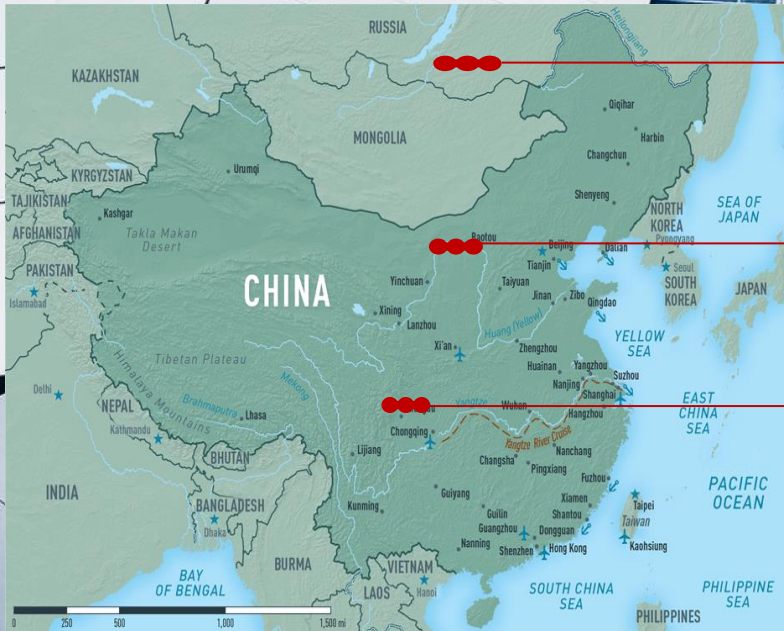 RUSSIA
Heilongjiang
KAZAKHSTAN
MONGOLIA
Qiqihar
Harbin
Changchun
Urumqi
KYRGYZSTAN
Shenyeng
TAJIKISTAN
Kashgar
NORTH
KOREA
SEA OF
JAPAN
AFGHANISTAN
Takla Makan
Desert
Baotou
Beijing
Dalian
Pyongyang
Tianjin
PAKISTAN
Seoul
SOUTH
KOREA
JAPAN
Islamabad
CHINA
Yinchuan
Taiyuan
Jinan
Zibo
Qingdao
Xining
Lanzhou
Huang (Yellow)
YELLOW
SEA
Xi'an
Zhengzhou
Tibetan Plateau
Himalaya Mountains
Huainan
Yangzhou
Suzhou
Nanjing
Shanghai
Mekong
Delhi
NEPAL
Brahmaputra
Lhasa
Yangtze
Wuhan
Hangzhou
EAST
CHINA
SEA
Kathmandu
Chongqing
Yangtze River Cruise
BHUTAN
Lijiang
Changsha
Nanchang
Pingxiang
INDIA
BANGLADESH
Guiyang
Fuzhou
PACIFIC
OCEAN
Dhaka
Kunming
Guilin
Xiamen
Taipei
Shantou
Taiwan
Guangzhou
Dongguan
Nanning
Shenzhen
Hong Kong
Kaohsiung
BURMA
VIETNAM
Hanoi
LAOS
BAY
OF BENGAL
SOUTH CHINA
SEA
PHILIPPINE
SEA
PHILIPPINES
0 250 500 1,000 1,500 mi